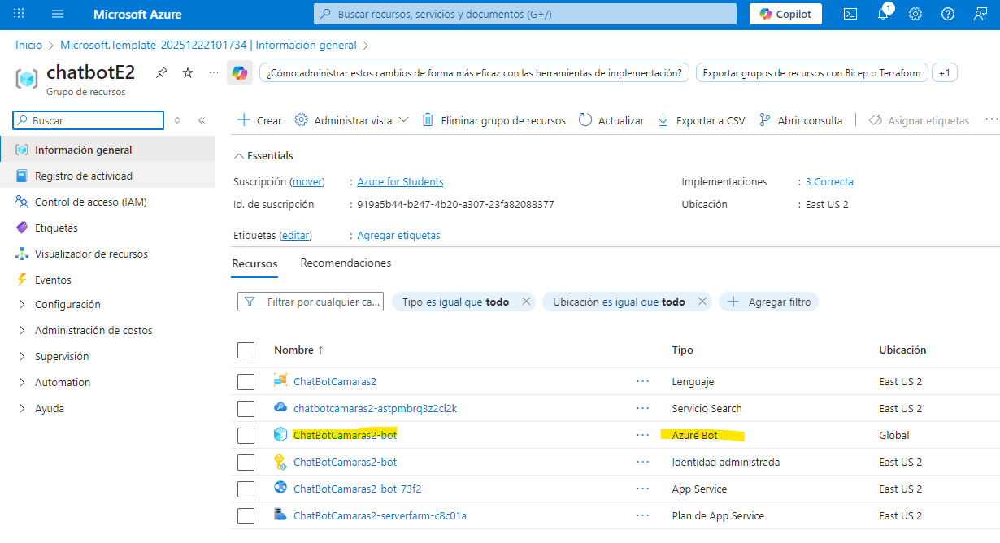 Microsoft Azure
Buscar recursos, servicios y documentos (G+/)
Copilot
1
Inicio > Microsoft.Template-20251222101734 | Información general >
chatbotE2
Grupo de recursos
¿Cómo administrar estos cambios de forma más eficaz con las herramientas de implementación?
Exportar grupos de recursos con Bicep o Terraform
+1
Buscar
Crear
Administrar vista
Eliminar grupo de recursos
Actualizar
Exportar a CSV
Abrir consulta
Asignar etiquetas
Información general
Registro de actividad
Control de acceso (IAM)
Etiquetas
Visualizador de recursos
Eventos
Configuración
Administración de costos
Supervisión
Automation
Ayuda
Essentials
Suscripción (mover) : Azure for Students
Implementaciones : 3 Correcta
Id. de suscripción : 919a5b44-b247-4b20-a307-23fa82088377
Ubicación : East US 2
Etiquetas (editar) : Agregar etiquetas
Recursos Recomendaciones
Filtrar por cualquier ca...
Tipo es igual que todo
Ubicación es igual que todo
Agregar filtro
Nombre ↑ Tipo Ubicación
ChatBotCamaras2 ... Lenguaje East US 2
chatbotcamaras2-astpmbrq3z2cl2k ... Servicio Search East US 2
ChatBotCamaras2-bot ... Azure Bot Global
ChatBotCamaras2-bot ... Identidad administrada East US 2
ChatBotCamaras2-bot-73f2 ... App Service East US 2
ChatBotCamaras2-serverfarm-c8c01a ... Plan de App Service East US 2